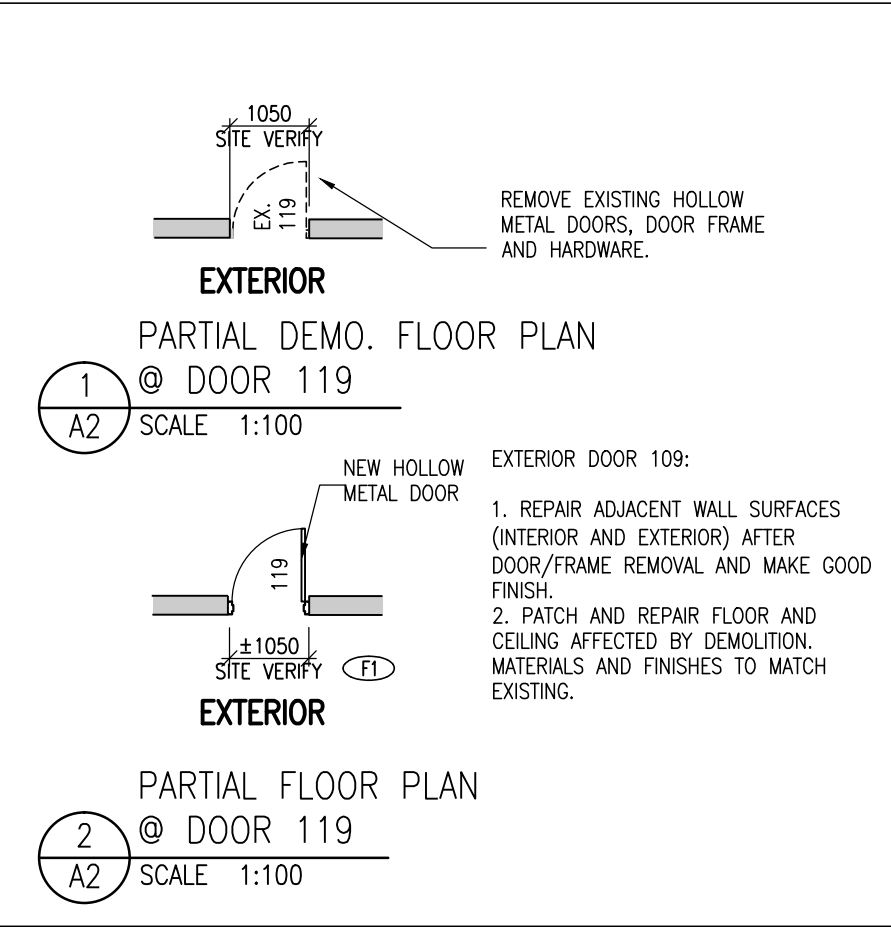 1050
SITE VERIFY
EX.
119
REMOVE EXISTING HOLLOW
METAL DOORS, DOOR FRAME
AND HARDWARE.
EXTERIOR
PARTIAL DEMO. FLOOR PLAN
@ DOOR 119
1
A2
SCALE 1:100
NEW HOLLOW
METAL DOOR
119
±1050
SITE VERIFY
F1
EXTERIOR
EXTERIOR DOOR 109:
1. REPAIR ADJACENT WALL SURFACES
(INTERIOR AND EXTERIOR) AFTER
DOOR/FRAME REMOVAL AND MAKE GOOD
FINISH.
2. PATCH AND REPAIR FLOOR AND
CEILING AFFECTED BY DEMOLITION.
MATERIALS AND FINISHES TO MATCH
EXISTING.
PARTIAL FLOOR PLAN
@ DOOR 119
2
A2
SCALE 1:100